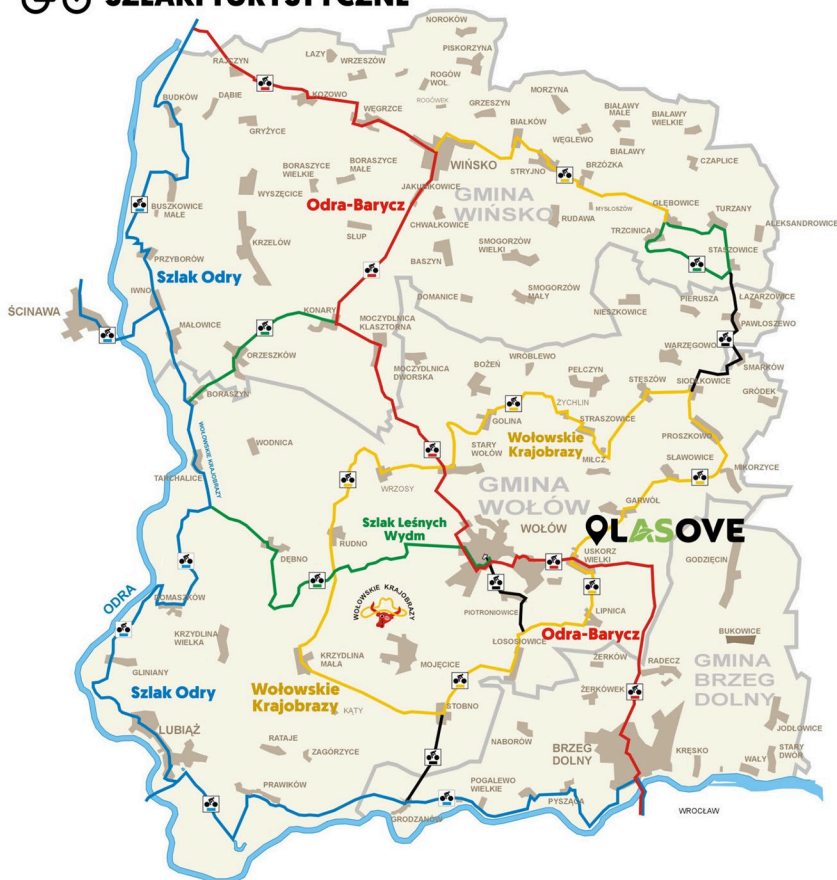 SZLAKI TURYSTYCZNE
NOROKÓW
PISKORZYNA
ŁAZY
WRZESZÓW
RAJCZYN
ROGÓW
WOL.
MORZYNA
DĄBIE
KOZOWO
BUDKÓW
ROGÓWEK
GRZESZYN
WĘGRZCE
BIAŁAWY
MAŁE
BIAŁAWY
WIELKIE
GRYŻYCE
BIAŁKÓW
WĘGLEWO
BIAŁAWY
BORASZYCE
WIELKIE
BORASZYCE
MAŁE
WIŃSKO
STRYJNO
BRZÓZKA
CZAPLICE
WYSZĘCICE
JAKUBIKOWICE
GMINA
WIŃSKO
Odra-Barycz
BUSZKOWICE
MAŁE
GŁĘBOWICE
TURZANY
MYSŁOSZÓW
RUDAWA
CHWAŁKOWICE
ALEKSANDROWICE
TRZCINICA
SŁUP
KRZELÓW
SMOGORZÓW
WIELKI
STASZOWICE
PRZYBORÓW
BASZYN
Szlak Odry
IWNO
DOMANICE
SMOGORZÓW
MAŁY
PIERUSZA
ŁAZARZOWICE
NIESZKOWICE
ŚCINAWA
KONARY
MOCZYDLNICA
KLASZTORNA
MAŁOWICE
PAWŁOSZEWO
WARZĘGOWO
ORZESZKÓW
WRÓBLEWO
BOŻEŃ
MOCZYDLNICA
DWORSKA
PEŁCZYN
SMARKÓW
STĘSZÓW
SIODŁKOWICE
GRÓDEK
BORASZYN
ŻYCHLIN
GOLINA
STRASZOWICE
WOŁOWSKIE KRAJOBRAZY
Wołowskie
Krajobrazy
PROSZKOWO
WODNICA
STARY
WOŁÓW
MIŁCZ
SŁAWOWICE
MIKORZYCE
TARCHALICE
WRZOSY
GMINA
WOŁÓW
GARWÓŁ
Szlak Leśnych
Wydm
WOŁÓW
LASOVE
RUDNO
DĘBNO
USKORZ
WIELKI
GODZIĘCIN
ODRA
DOMASZKÓW
WOŁOWSKIE KRAJOBRAZY
PIOTRONIOWICE
LIPNICA
KRZYDLINA
WIELKA
Odra-Barycz
BUKOWICE
ŁOSOSIOWICE
KRZYDLINA
MAŁA
MOJĘCICE
ŻERKÓW
RADECZ
GMINA
BRZEG
DOLNY
GLINIANY
Szlak Odry
Wołowskie
Krajobrazy
ŻERKÓWEK
KĄTY
STOBNO
LUBIĄŻ
RATAJE
ZAGÓRZYCE
NABORÓW
BRZEG
DOLNY
KRĘSKO
JODŁOWICE
STARY
DWÓR
WAŁY
PRAWIKÓW
POGALEWO
WIELKIE
PYSZĄCA
GRODZANÓW
WROCŁAW